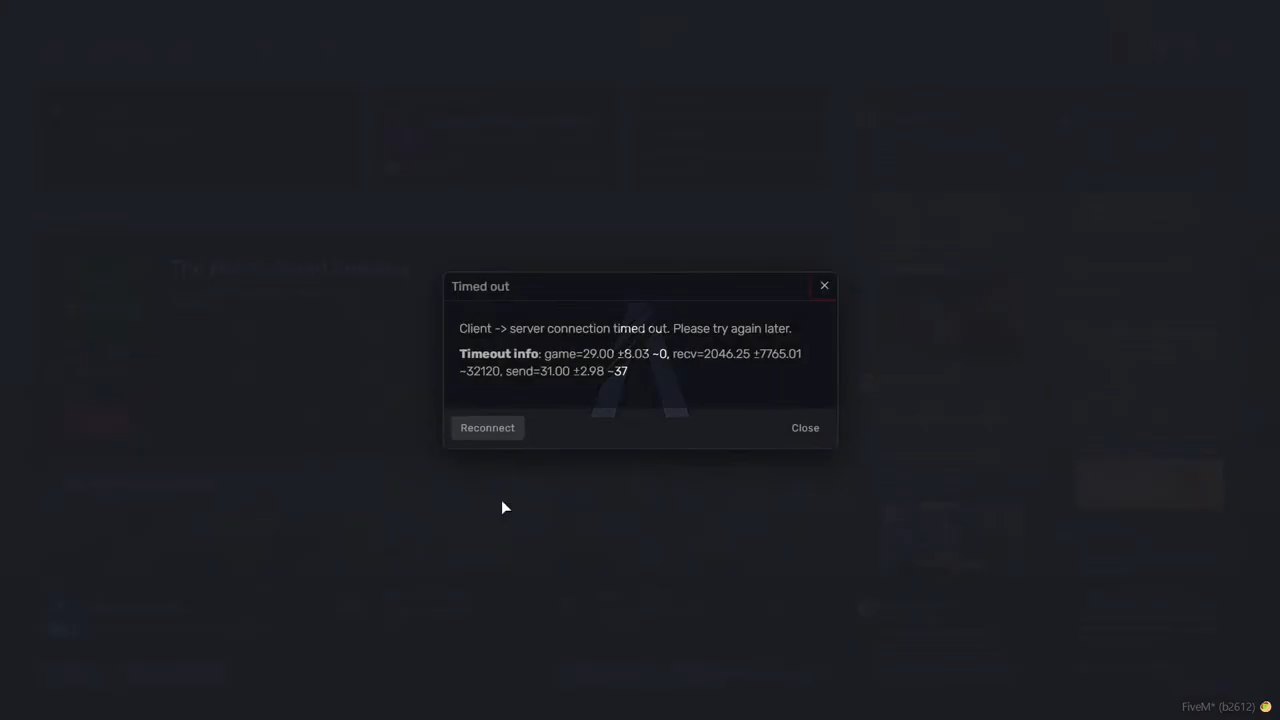 Timed out
Client -> server connection timed out. Please try again later.
Timeout info: game=29.00 ±8.03 ~0, recv=2046.25 ±7765.01
~32120, send=31.00 ±2.98 ~37
Reconnect
Close
FiveM* (b2612)